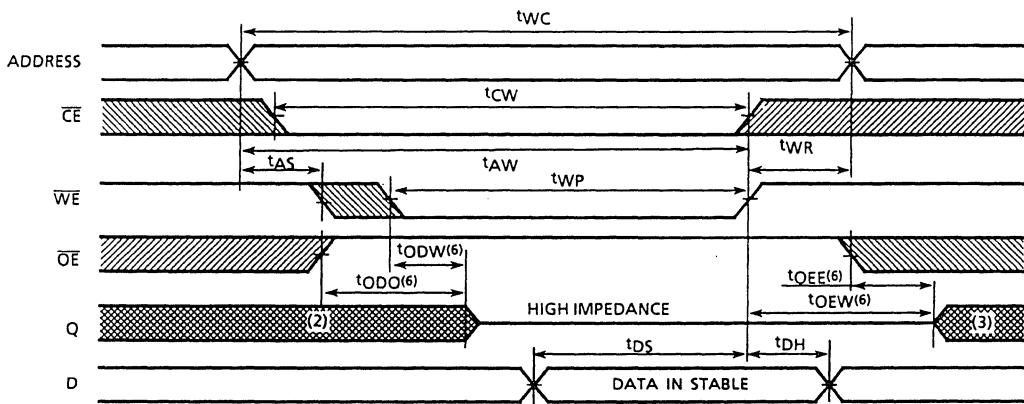 tWC
ADDRESS
tCW
CE
tAS
tAW
tWR
WE
tWP
OE
tODW(6)
tODO(6)
tOEE(6)
tOEW(6)
Q
(2)
HIGH IMPEDANCE
(3)
tDS
tDH
D
DATA IN STABLE